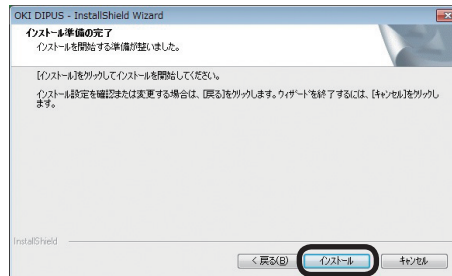 OKI DIPUS - InstallShield Wizard
インストール準備の完了
インストールを開始する準備が整いました。
[インストール]をクリックしてインストールを開始してください。
インストール設定を確認または変更する場合は、[戻る]をクリックします。ウィザードを終了するには、[キャンセル]をクリックし
ます。
InstallShield
< 戻る(B)
インストール
キャンセル